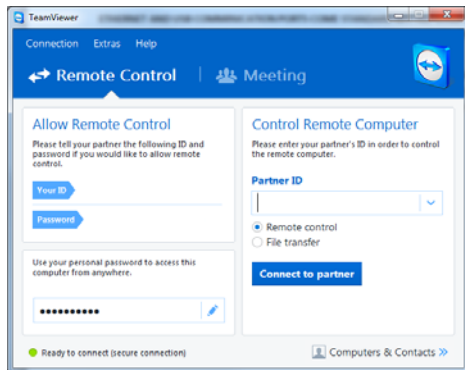 TeamViewer
Connection Extras Help
Remote Control
Meeting
Allow Remote Control
Please tell your partner the following ID and
password if you would like to allow remote
control.
Your ID
Password
Use your personal password to access this
computer from anywhere.
Control Remote Computer
Please enter your partner's ID in order to control
the remote computer.
Partner ID
Remote control
File transfer
Connect to partner
Ready to connect (secure connection)
Computers & Contacts »